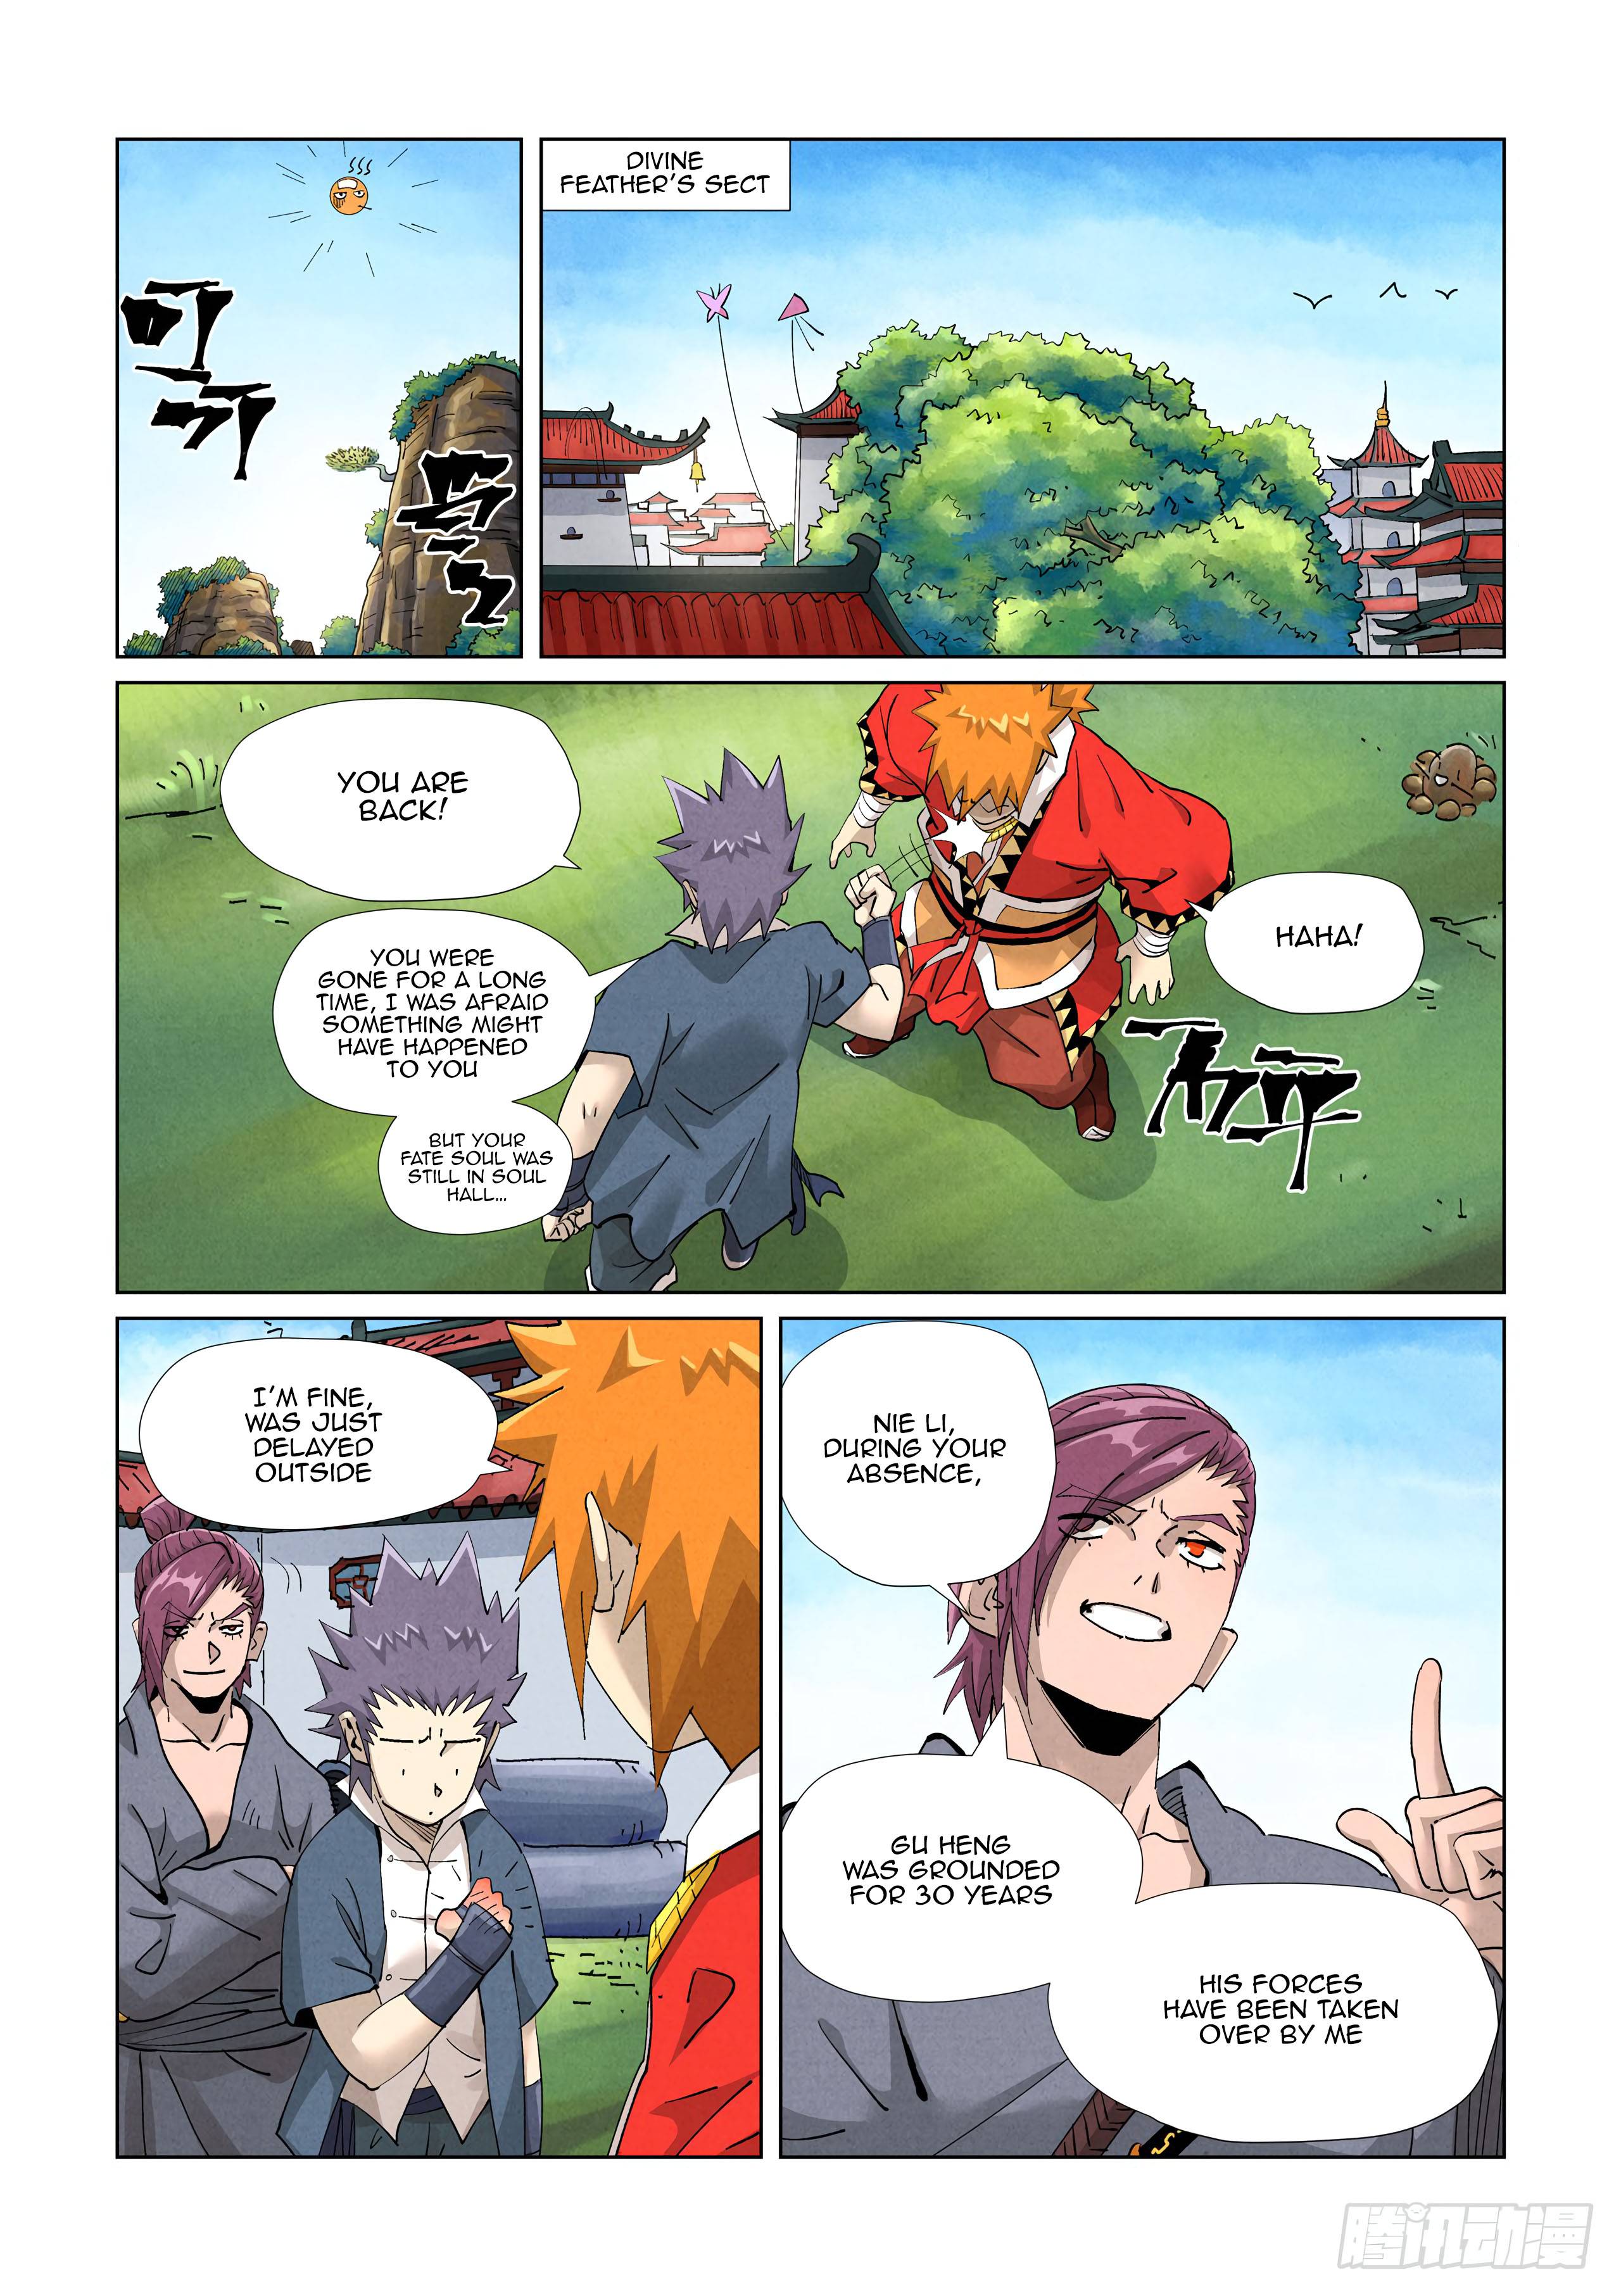 DIVINE
FEATHER'S SECT
叮
叮
當
YOU ARE
BACK!
HAHA!
YOU WERE
GONE FOR A LONG
TIME, I WAS AFRAID
SOMETHING MIGHT
HAVE HAPPENED
TO YOU
BUT YOUR
FATE SOUL WAS
STILL IN SOUL
HALL...
I'M FINE,
WAS JUST
DELAYED
OUTSIDE
NIE LI,
DURING YOUR
ABSENCE,
GU HENG
WAS GROUNDED
FOR 30 YEARS
HIS FORCES
HAVE BEEN TAKEN
OVER BY ME
腾讯动漫